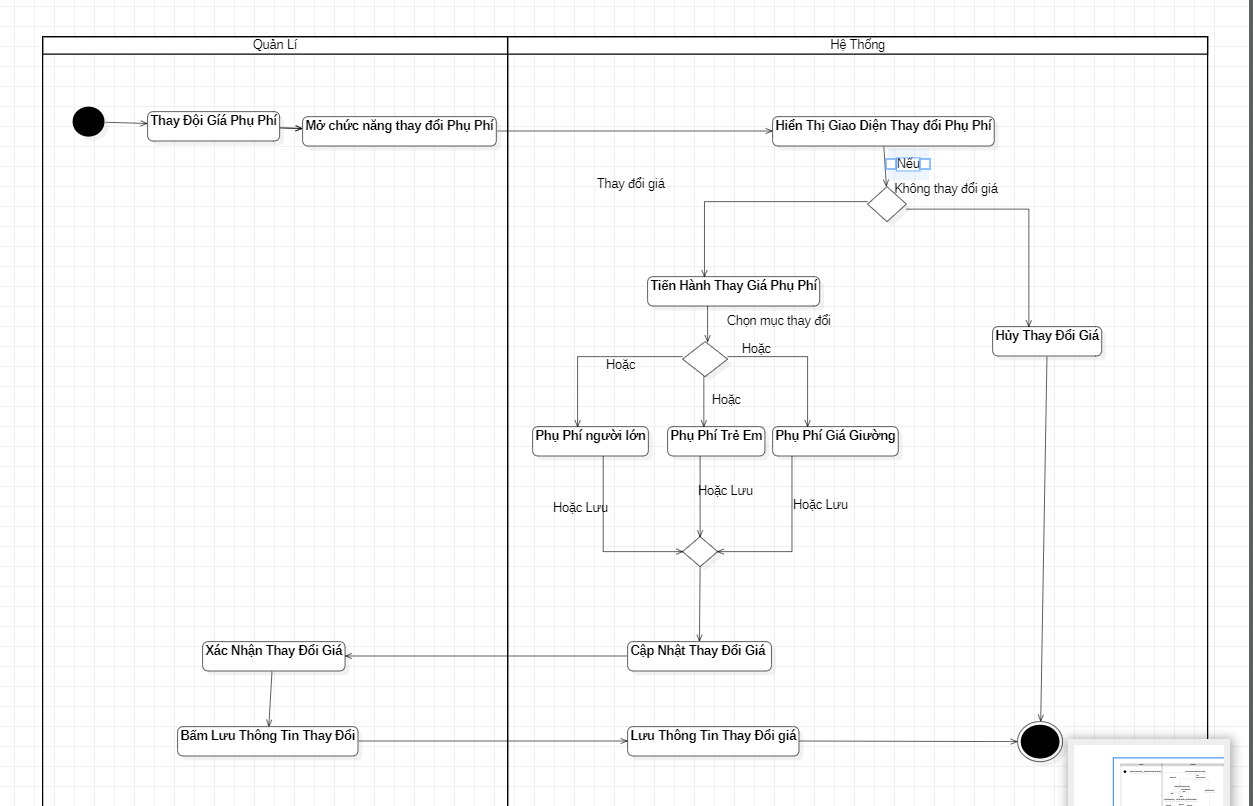 Quản Lí
Hệ Thống
Thay Đội Gíá Phụ Phí
Mở chức năng thay đổi Phụ Phí
Hiển Thị Giao Diện Thay đổi Phụ Phí
Nếu
Thay đổi giá
Không thay đổi giá
Tiến Hành Thay Giá Phụ Phí
Chọn mục thay đổi
Hủy Thay Đổi Giá
Hoặc
Hoặc
Hoặc
Phụ Phí người lớn
Phụ Phí Trẻ Em
Phụ Phí Giá Giường
Hoặc Lưu
Hoặc Lưu
Hoặc Lưu
Xác Nhận Thay Đổi Giá
Cập Nhật Thay Đổi Giá
Bấm Lưu Thông Tin Thay Đổi
Lưu Thông Tin Thay Đổi giá